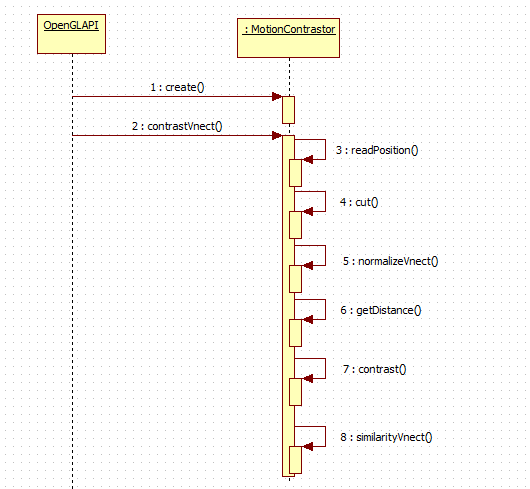 OpenGLAPI
: MotionContrastor
1 : create()
2 : contrastVnect()
3 : readPosition()
4 : cut()
5 : normalizeVnect()
6 : getDistance()
7 : contrast()
8 : similarityVnect()